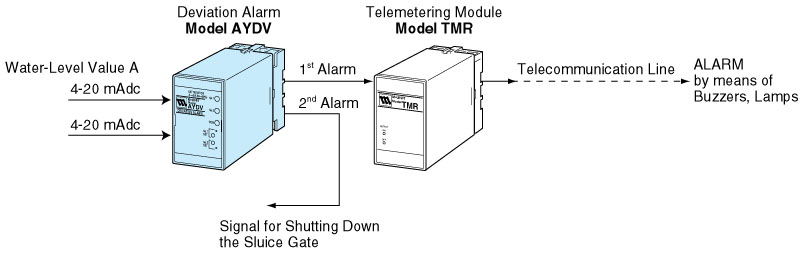 Deviation Alarm
Model AYDV
Telemetering Module
Model TMR
Water-Level Value A
4-20 mAdc
4-20 mAdc
1st Alarm
2nd Alarm
AYDV
TMR
Telecommunication Line
ALARM
by means of
Buzzers, Lamps
Signal for Shutting Down
the Sluice Gate